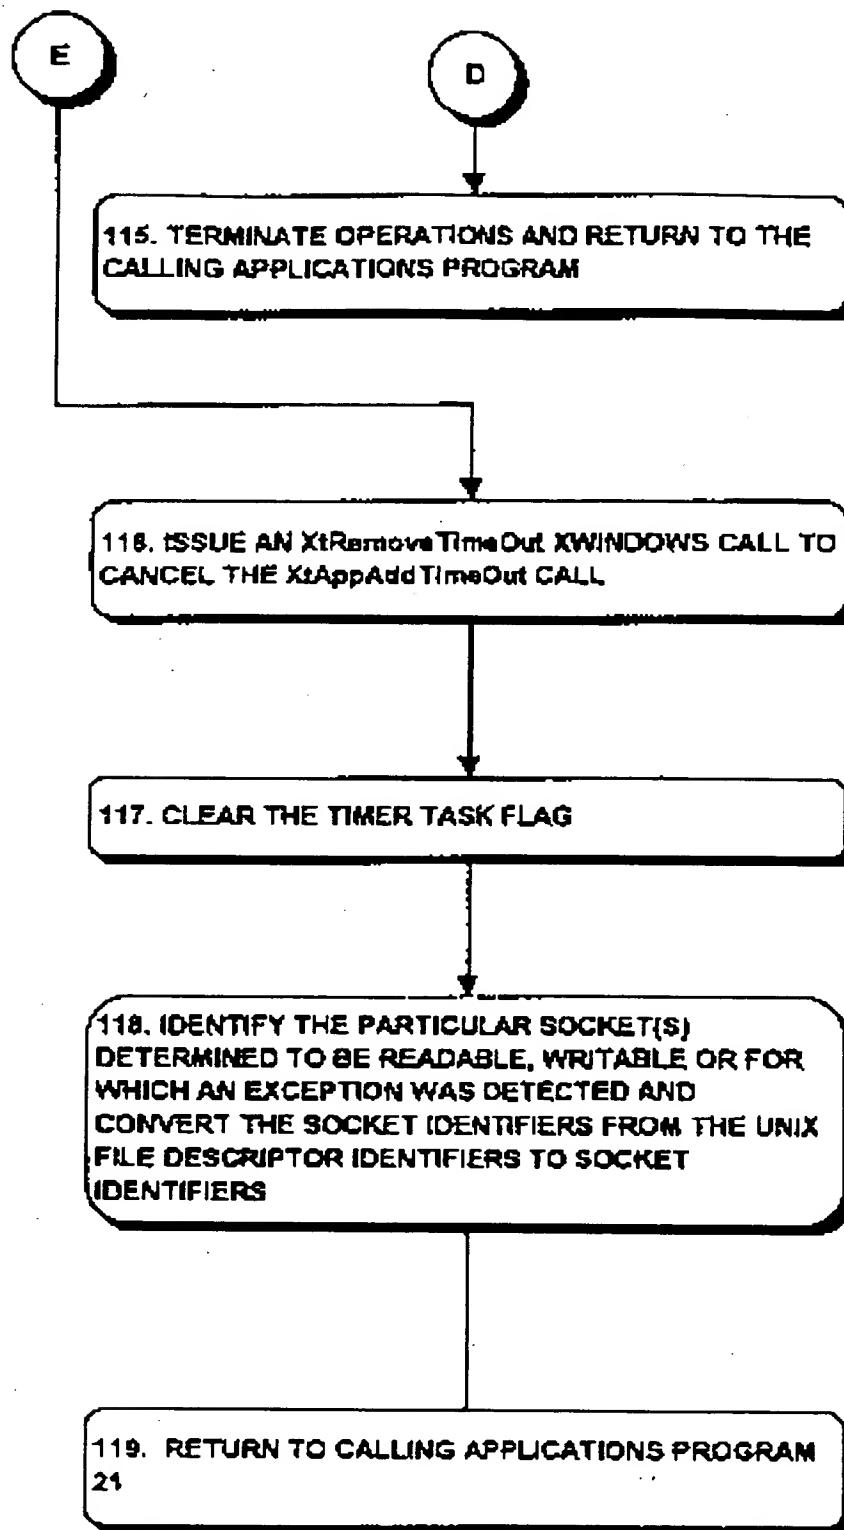 E
D
115. TERMINATE OPERATIONS AND RETURN TO THE
CALLING APPLICATIONS PROGRAM
116. ISSUE AN XtRemoveTimeOut XWINDOWS CALL TO
CANCEL THE XtAppAddTimeOut CALL
117. CLEAR THE TIMER TASK FLAG
118. IDENTIFY THE PARTICULAR SOCKET(S)
DETERMINED TO BE READABLE, WRITABLE OR FOR
WHICH AN EXCEPTION WAS DETECTED AND
CONVERT THE SOCKET IDENTIFIERS FROM THE UNIX
FILE DESCRIPTOR IDENTIFIERS TO SOCKET
IDENTIFIERS
119. RETURN TO CALLING APPLICATIONS PROGRAM
21